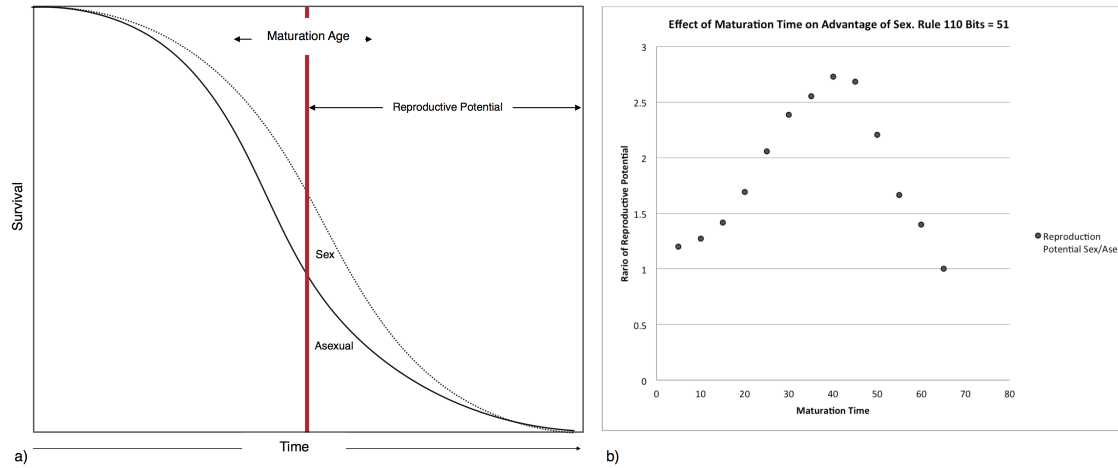 Maturation Age
Reproductive Potential
Survival
Sex
Asexual
Time
a)
Effect of Maturation Time on Advantage of Sex. Rule 110 Bits = 51
Rario of Reproductive Potential
3
2.5
2
1.5
1
0.5
0
0 10 20 30 40 50 60 70 80
Maturation Time
Reproduction
Potential Sex/Ase
b)